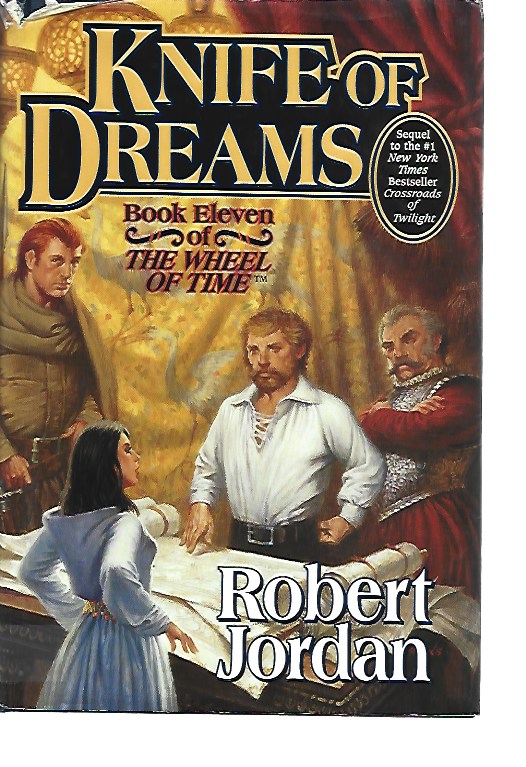 KNIFE OF
DREAMS
Sequel
to the #1
New York
Times
Bestseller
Crossroads
of
Twilight
Book Eleven
of
THE WHEEL
OF TIME™
Robert
Jordan